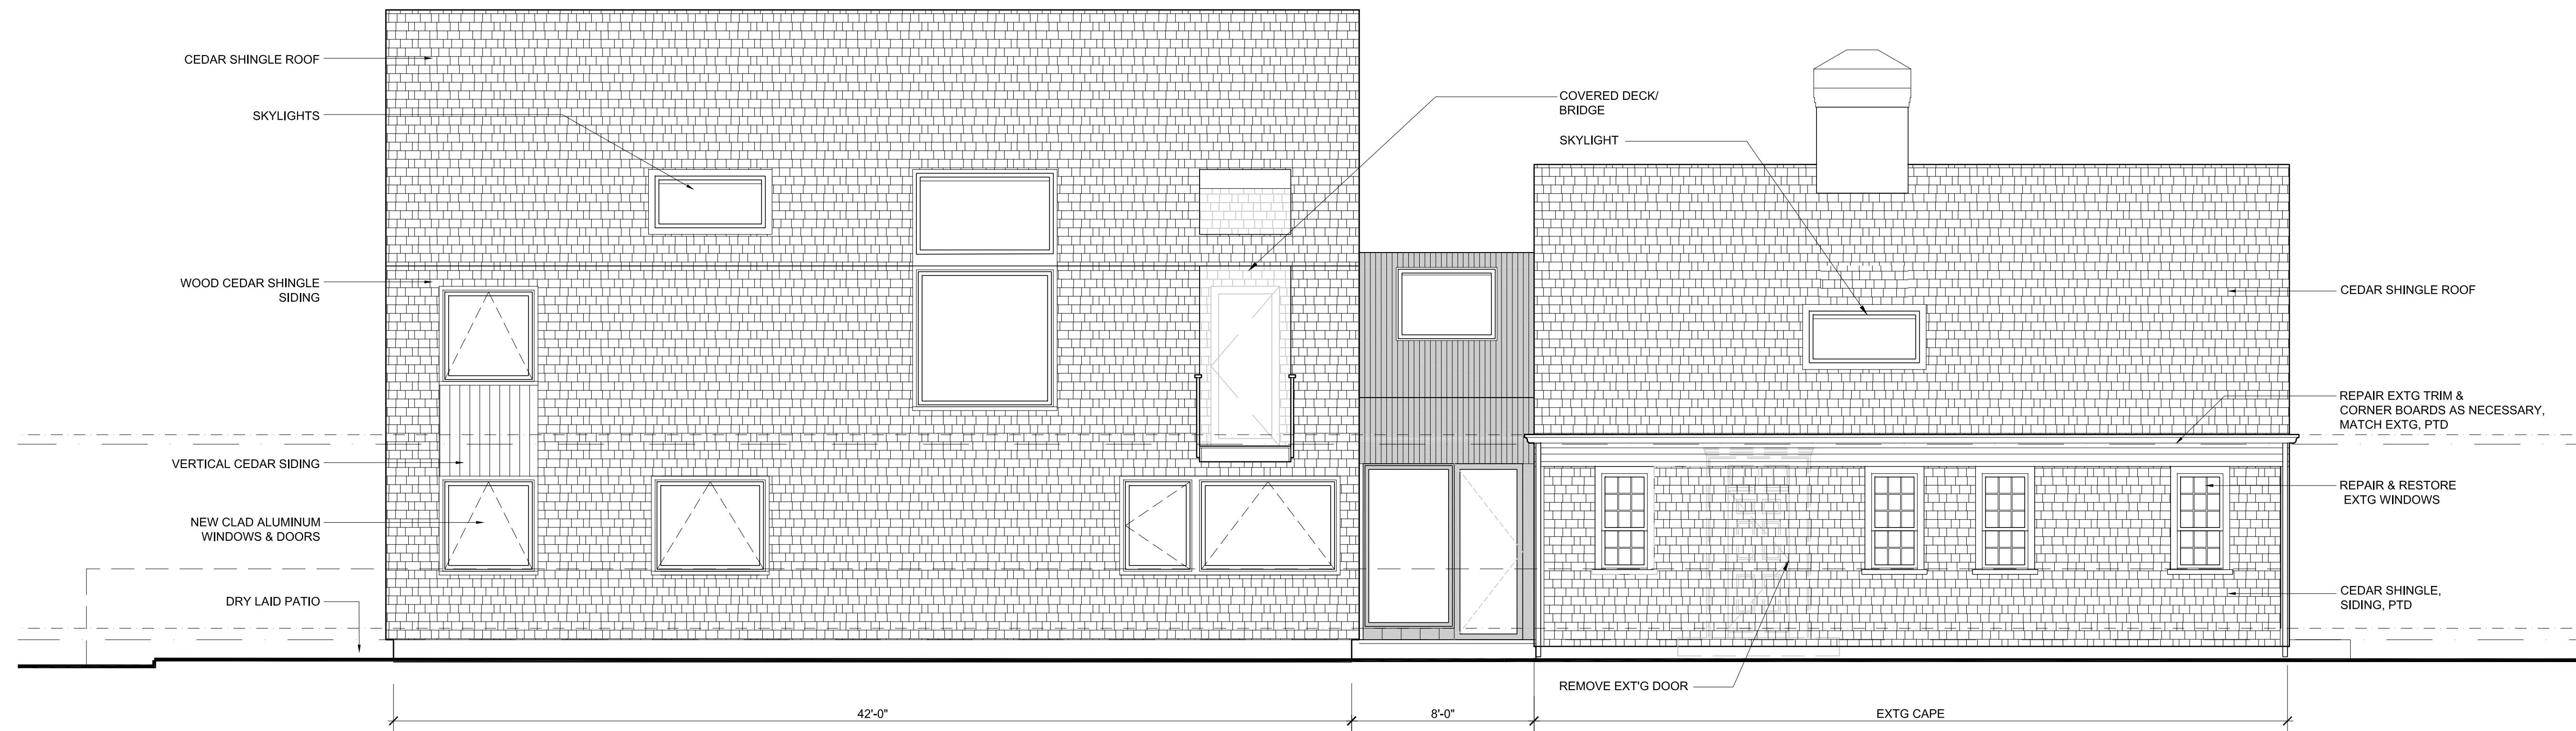 CEDAR SHINGLE ROOF
SKYLIGHTS
WOOD CEDAR SHINGLE
SIDING
VERTICAL CEDAR SIDING
NEW CLAD ALUMINUM
WINDOWS & DOORS
DRY LAID PATIO
COVERED DECK/
BRIDGE
SKYLIGHT
REMOVE EXT'G DOOR
CEDAR SHINGLE ROOF
REPAIR EXTG TRIM &
CORNER BOARDS AS NECESSARY,
MATCH EXTG, PTD
REPAIR & RESTORE
EXTG WINDOWS
CEDAR SHINGLE,
SIDING, PTD
42'-0"
8'-0"
EXTG CAPE